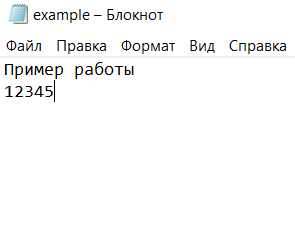 example – Блокнот
Файл Правка Формат Вид Справка
Пример работы
12345